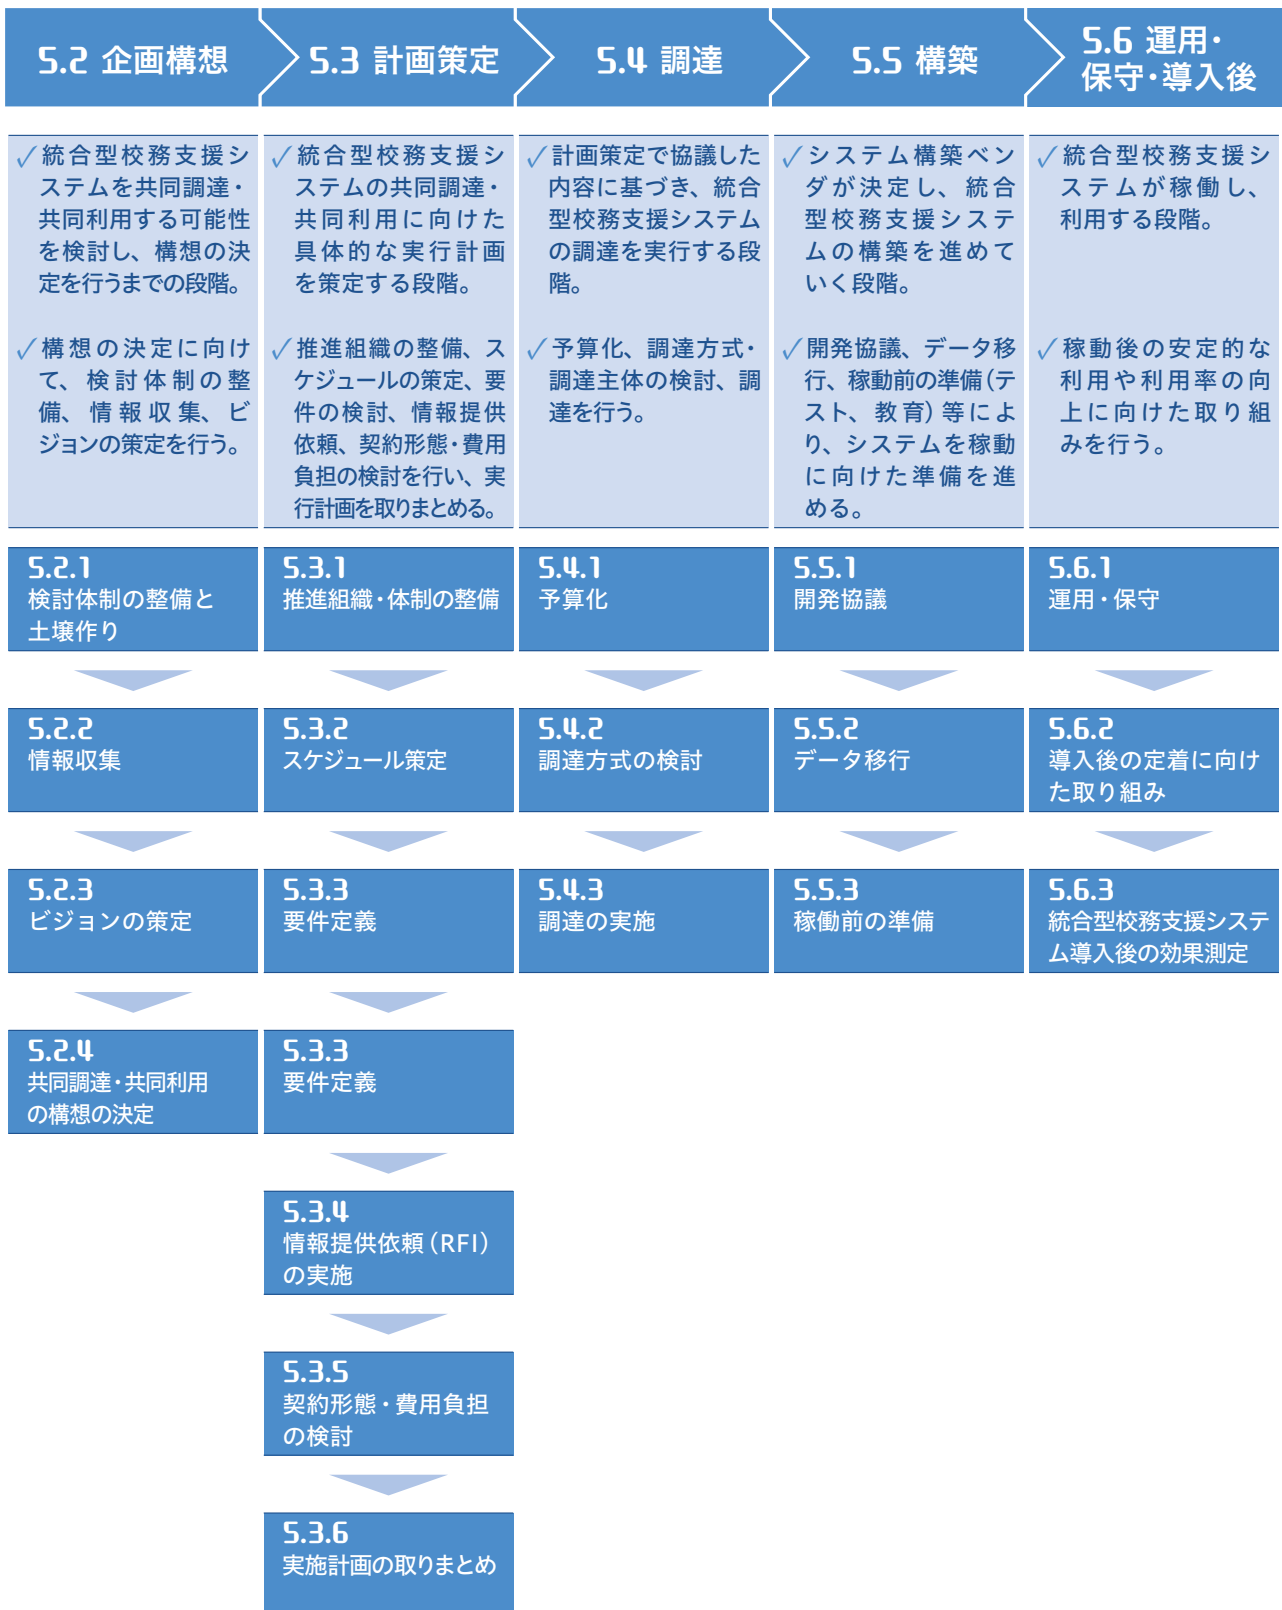 5.2 企画構想
5.3 計画策定
5.4 調達
5.5 構築
5.6 運用・
保守・導入後
✓統合型校務支援シ
ステムを共同調達・
共同利用する可能性
を検討し、構想の決
定を行うまでの段階。
✓構想の決定に向け
て、検討体制の整
備、情報収集、ビ
ジョンの策定を行う。
✓統合型校務支援シ
ステムの共同調達・
共同利用に向けた
具体的な実行計画
を策定する段階。
✓推進組織の整備、ス
ケジュールの策定、要
件の検討、情報提供
依頼、契約形態・費用
負担の検討を行い、実
行計画を取りまとめる。
✓計画策定で協議した
内容に基づき、統合
型校務支援システム
の調達を実行する段
階。
✓予算化、調達方式・
調達主体の検討、調
達を行う。
✓システム構築ベン
ダが決定し、統合
型校務支援システ
ムの構築を進めて
いく段階。
✓開発協議、データ移
行、稼働前の準備（テ
スト、教育）等によ
り、システムを稼動
に向けた準備を進
める。
✓統合型校務支援シ
ステムが稼働し、
利用する段階。
✓稼働後の安定的な
利用や利用率の向
上に向けた取り組
みを行う。
5.2.1
検討体制の整備と
土壌作り
5.3.1
推進組織・体制の整備
5.4.1
予算化
5.5.1
開発協議
5.6.1
運用・保守
5.2.2
情報収集
5.3.2
スケジュール策定
5.4.2
調達方式の検討
5.5.2
データ移行
5.6.2
導入後の定着に向け
た取り組み
5.2.3
ビジョンの策定
5.3.3
要件定義
5.4.3
調達の実施
5.5.3
稼働前の準備
5.6.3
統合型校務支援システ
ム導入後の効果測定
5.2.4
共同調達・共同利用
の構想の決定
5.3.3
要件定義
5.3.4
情報提供依頼（RFI）
の実施
5.3.5
契約形態・費用負担
の検討
5.3.6
実施計画の取りまとめ